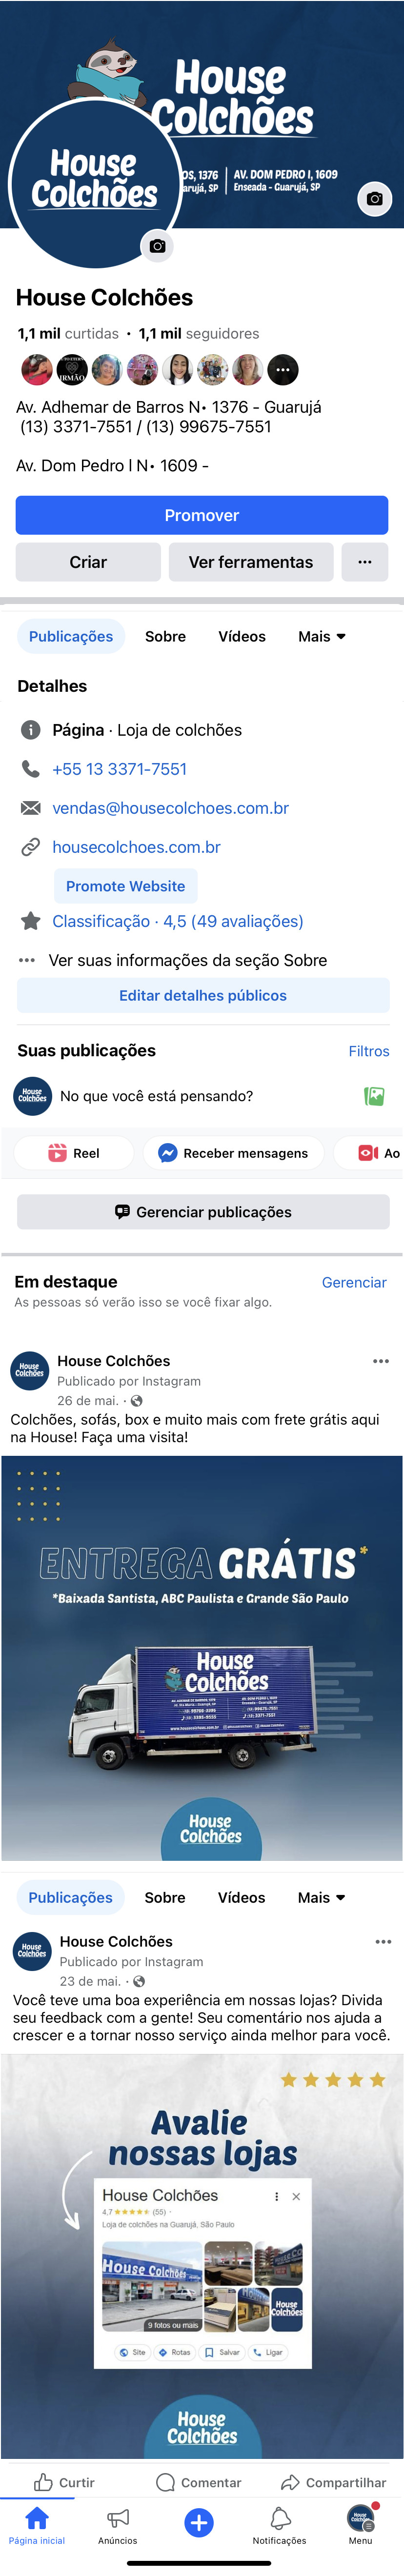 House
Colchões
House
Colchões
OS, 1376
arujá, SP
AV. DOM PEDRO I, 1609
Enseada - Guarujá, SP
House Colchões
1,1 mil curtidas · 1,1 mil seguidores
IRMÃO
Av. Adhemar de Barros N• 1376 - Guarujá
(13) 3371-7551 / (13) 99675-7551
Av. Dom Pedro I N• 1609 -
Promover
Criar
Ver ferramentas
Publicações
Sobre
Vídeos
Mais
Detalhes
Página · Loja de colchões
+55 13 3371-7551
vendas@housecolchoes.com.br
housecolchoes.com.br
Promote Website
Classificação · 4,5 (49 avaliações)
Ver suas informações da seção Sobre
Editar detalhes públicos
Suas publicações
Filtros
House
Colchões
No que você está pensando?
Reel
Receber mensagens
Ao
Gerenciar publicações
Em destaque
Gerenciar
As pessoas só verão isso se você fixar algo.
House
Colchões
House Colchões
Publicado por Instagram
26 de mai. ·
Colchões, sofás, box e muito mais com frete grátis aqui
na House! Faça uma visita!
ENTREGA GRÁTIS*
*Baixada Santista, ABC Paulista e Grande São Paulo
House
Colchões
House
Colchões
Publicações
Sobre
Vídeos
Mais
House
Colchões
House Colchões
Publicado por Instagram
23 de mai. ·
Você teve uma boa experiência em nossas lojas? Divida
seu feedback com a gente! Seu comentário nos ajuda a
crescer e a tornar nosso serviço ainda melhor para você.
Avalie
nossas lojas
House Colchões
4,7 (55) ·
Loja de colchões na Guarujá, São Paulo
House Colchões
9 fotos ou mais
House
Colchões
Site
Rotas
Salvar
Ligar
House
Colchões
Curtir
Comentar
Compartilhar
Página inicial
Anúncios
Notificações
Menu